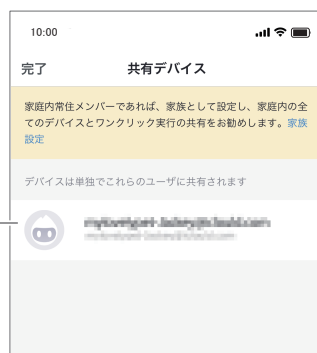 10:00
完了 共有デバイス
家庭内常住メンバーであれば、家族として設定し、家庭内の全
てのデバイスとワンクリック実行の共有をお勧めします。家族
設定
デバイスは単独でこれらのユーザに共有されます